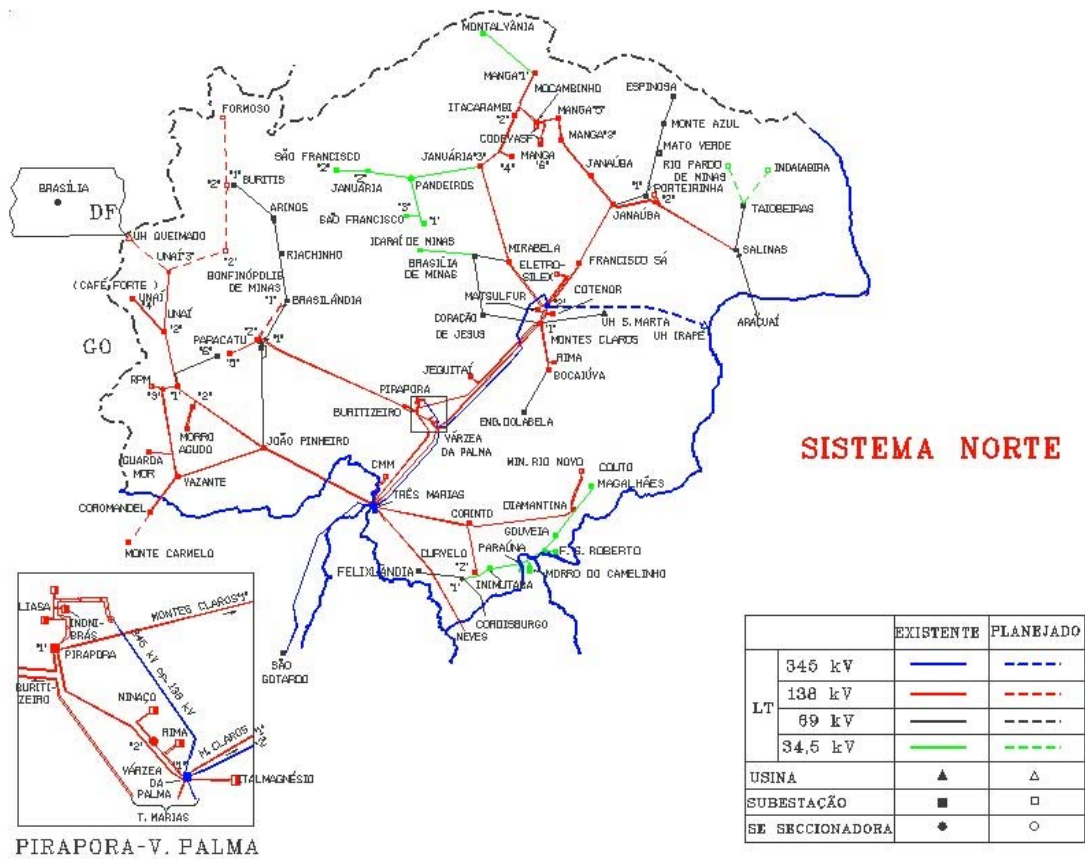 MONTALVÂNIA
MANGA"1"
MOCAMBINHO
ESPINOSA
FORMOSO
ITACARAMBI
MANGA"5"
"2"
MONTE AZUL
CODEVASF
MANGA"3"
MATO VERDE
SÃO FRANCISCO
JANUÁRIA"3"
MANGA
"6"
JANAÚBA
RIO PARDO
DE MINAS
INDAIABIRA
"2"
"4"
BRASÍLIA
"1"
"2"
BURITIS
JANUÁRIA
"2"
PANDEIROS
"1"
PORTEIRINHA
"2"
DF
"3"
JANAÚBA
TAIOBEIRAS
ARINOS
SÃO FRANCISCO
"1"
UH QUEIMADO
ICARAÍ DE MINAS
MIRABELA
SALINAS
UNAÍ"3"
"2"
RIACHINHO
BRASÍLIA
DE MINAS
ELETRO-
SILEX
FRANCISCO SÁ
(CAFÉ FORTE)
BONFINÓPOLIS
DE MINAS
UNAÍ
"4"
"1"
BRASILÂNDIA
MATSULFUR
"2"
COTENOR
UNAÍ
"2"
CORAÇÃO
DE JESUS
"1"
UH S. MARTA
UH IRAPÉ
ARAÇUAÍ
GO
PARACATU
"2"
"1"
MONTES CLAROS
"6"
RIMA
RPM
"9"
"1"
"2"
JEQUITAÍ
BOCAIÚVA
PIRAPORA
BURITIZEIRO
ENG. DOLABELA
MORRO
AGUDO
JOÃO PINHEIRO
VÁRZEA
DA PALMA
SISTEMA NORTE
GUARDA
MOR
VAZANTE
CMM
MIN. RIO NOVO
COUTO
MAGALHÃES
TRÊS MARIAS
DIAMANTINA
COROMANDEL
CORINTO
GOUVEIA
MONTE CARMELO
CURVELO
PARAÚNA
F. G. ROBERTO
FELIXLÂNDIA
"2"
"1"
INIMUTABA
MORRO DO CAMELINHO
CORDISBURGO
NEVES
SÃO
GOTARDO
LIASA
INONI-
BRÁS
MONTES CLAROS"1"
"1"
PIRAPORA
345 kV op. 138 kV
BURITI-
ZEIRO
NINAÇO
RIMA
"2"
M. CLAROS "1"
"2"
VÁRZEA
DA
PALMA
"1"
ITALMAGNÉSIO
T. MARIAS
PIRAPORA-V. PALMA
EXISTENTE PLANEJADO
LT
345 kV
138 kV
69 kV
34,5 kV
USINA
SUBESTAÇÃO
SE SECCIONADORA